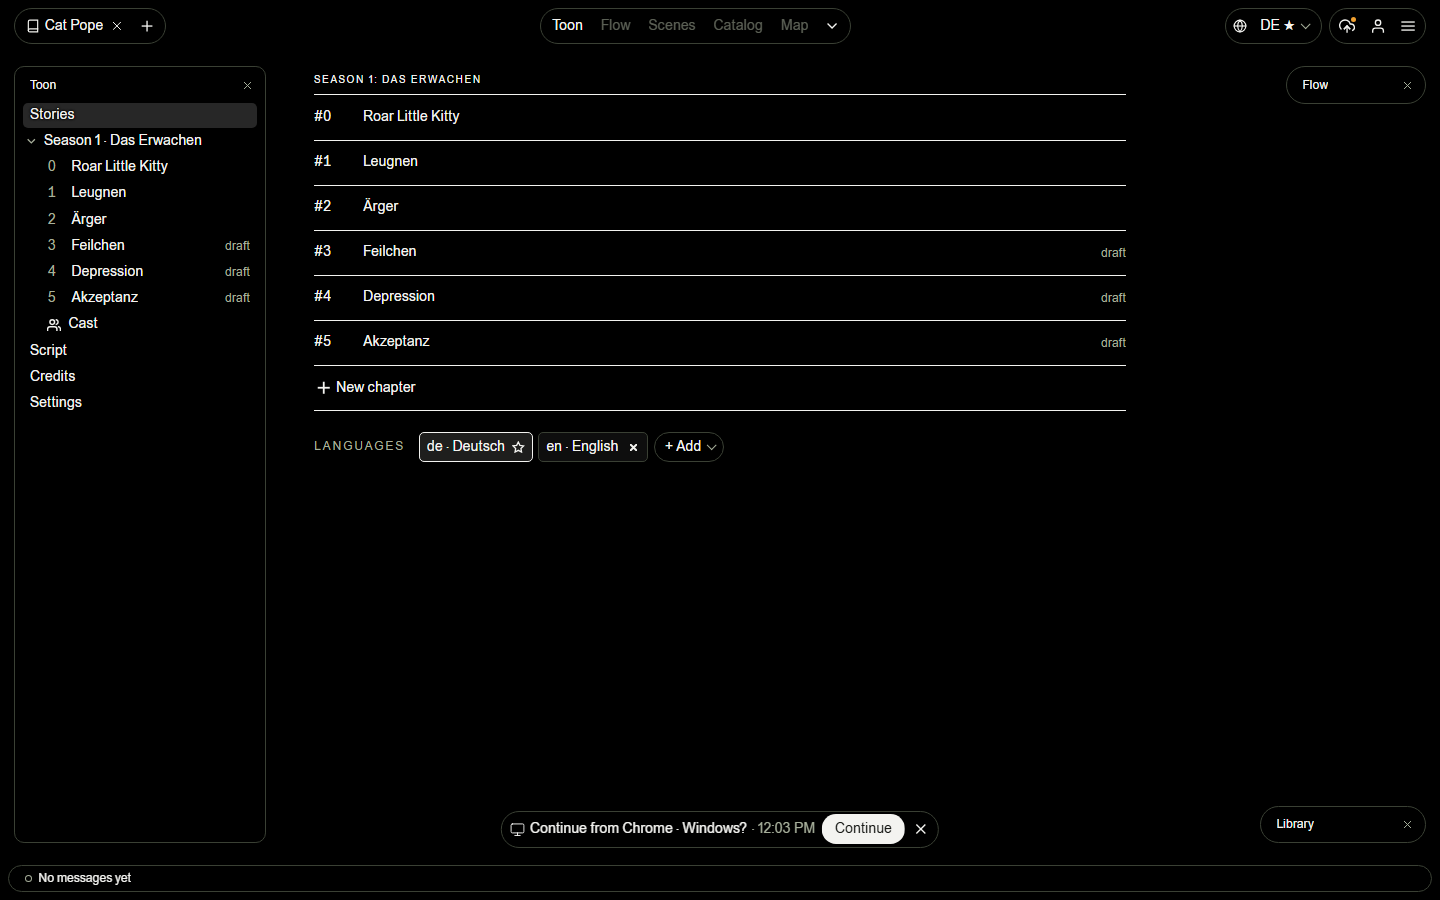 Cat Pope
Toon Flow Scenes Catalog Map
DE ★
Toon
Stories
Season 1 · Das Erwachen
0 Roar Little Kitty
1 Leugnen
2 Ärger
3 Feilchen draft
4 Depression draft
5 Akzeptanz draft
Cast
Script
Credits
Settings
SEASON 1: DAS ERWACHEN
#0 Roar Little Kitty
#1 Leugnen
#2 Ärger
#3 Feilchen draft
#4 Depression draft
#5 Akzeptanz draft
New chapter
LANGUAGES de · Deutsch en · English + Add
Flow
Library
Continue from Chrome · Windows? · 12:03 PM Continue
No messages yet